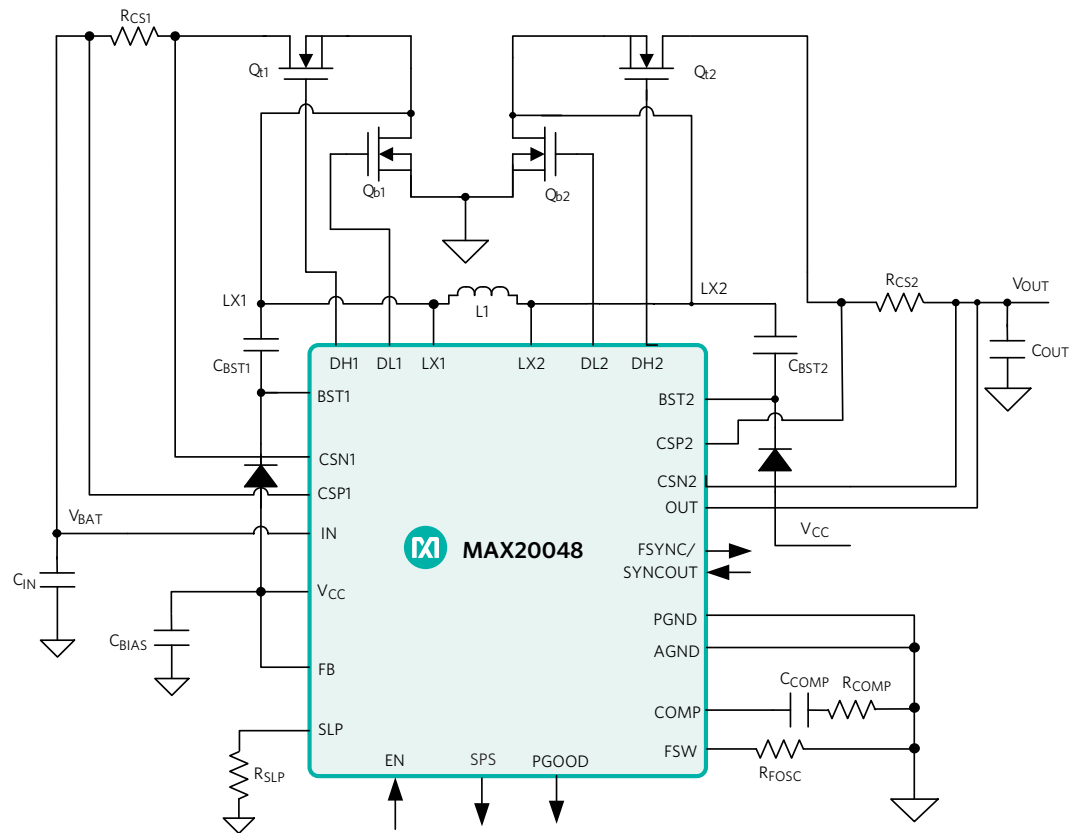 RCS1
Qt1
Qt2
Qb1
Qb2
LX1
L1
LX2
RCS2
VOUT
COUT
CBST1
CBST2
DH1 DL1 LX1 LX2 DL2 DH2
BST1
BST2
CSP2
CSN1
CSN2
CSP1
OUT
VBAT
IN
VCC
MAX20048
FSYNC/
SYNCOUT
CIN
VCC
PGND
CBIAS
AGND
FB
CCOMP
RCOMP
COMP
SLP
FSW
EN SPS PGOOD
RSLP
RFOSC